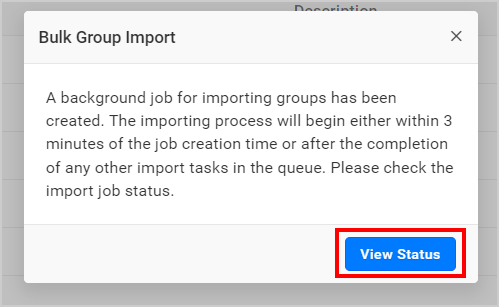 Description
Bulk Group Import
A background job for importing groups has been
created. The importing process will begin either within 3
minutes of the job creation time or after the completion
of any other import tasks in the queue. Please check the
import job status.
View Status